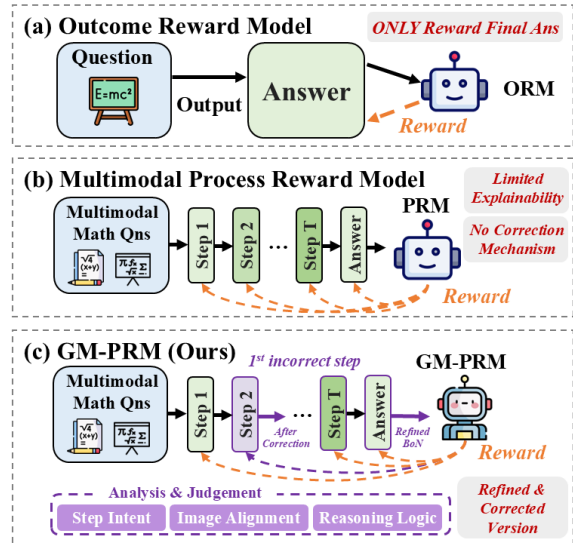 (a) Outcome Reward Model
ONLY Reward Final Ans
Question
E=mc²
Output
Answer
ORM
Reward
(b) Multimodal Process Reward Model
Limited
Explainability
No Correction
Mechanism
Multimodal
Math Qns
Step 1
Step 2
...
Step T
Answer
PRM
Reward
(c) GM-PRM (Ours)
1st incorrect step
GM-PRM
Multimodal
Math Qns
Step 1
Step 2
After
Correction
...
Step T
Answer
Refined
BoN
Reward
Analysis & Judgement
Step Intent
Image Alignment
Reasoning Logic
Refined &
Corrected
Version